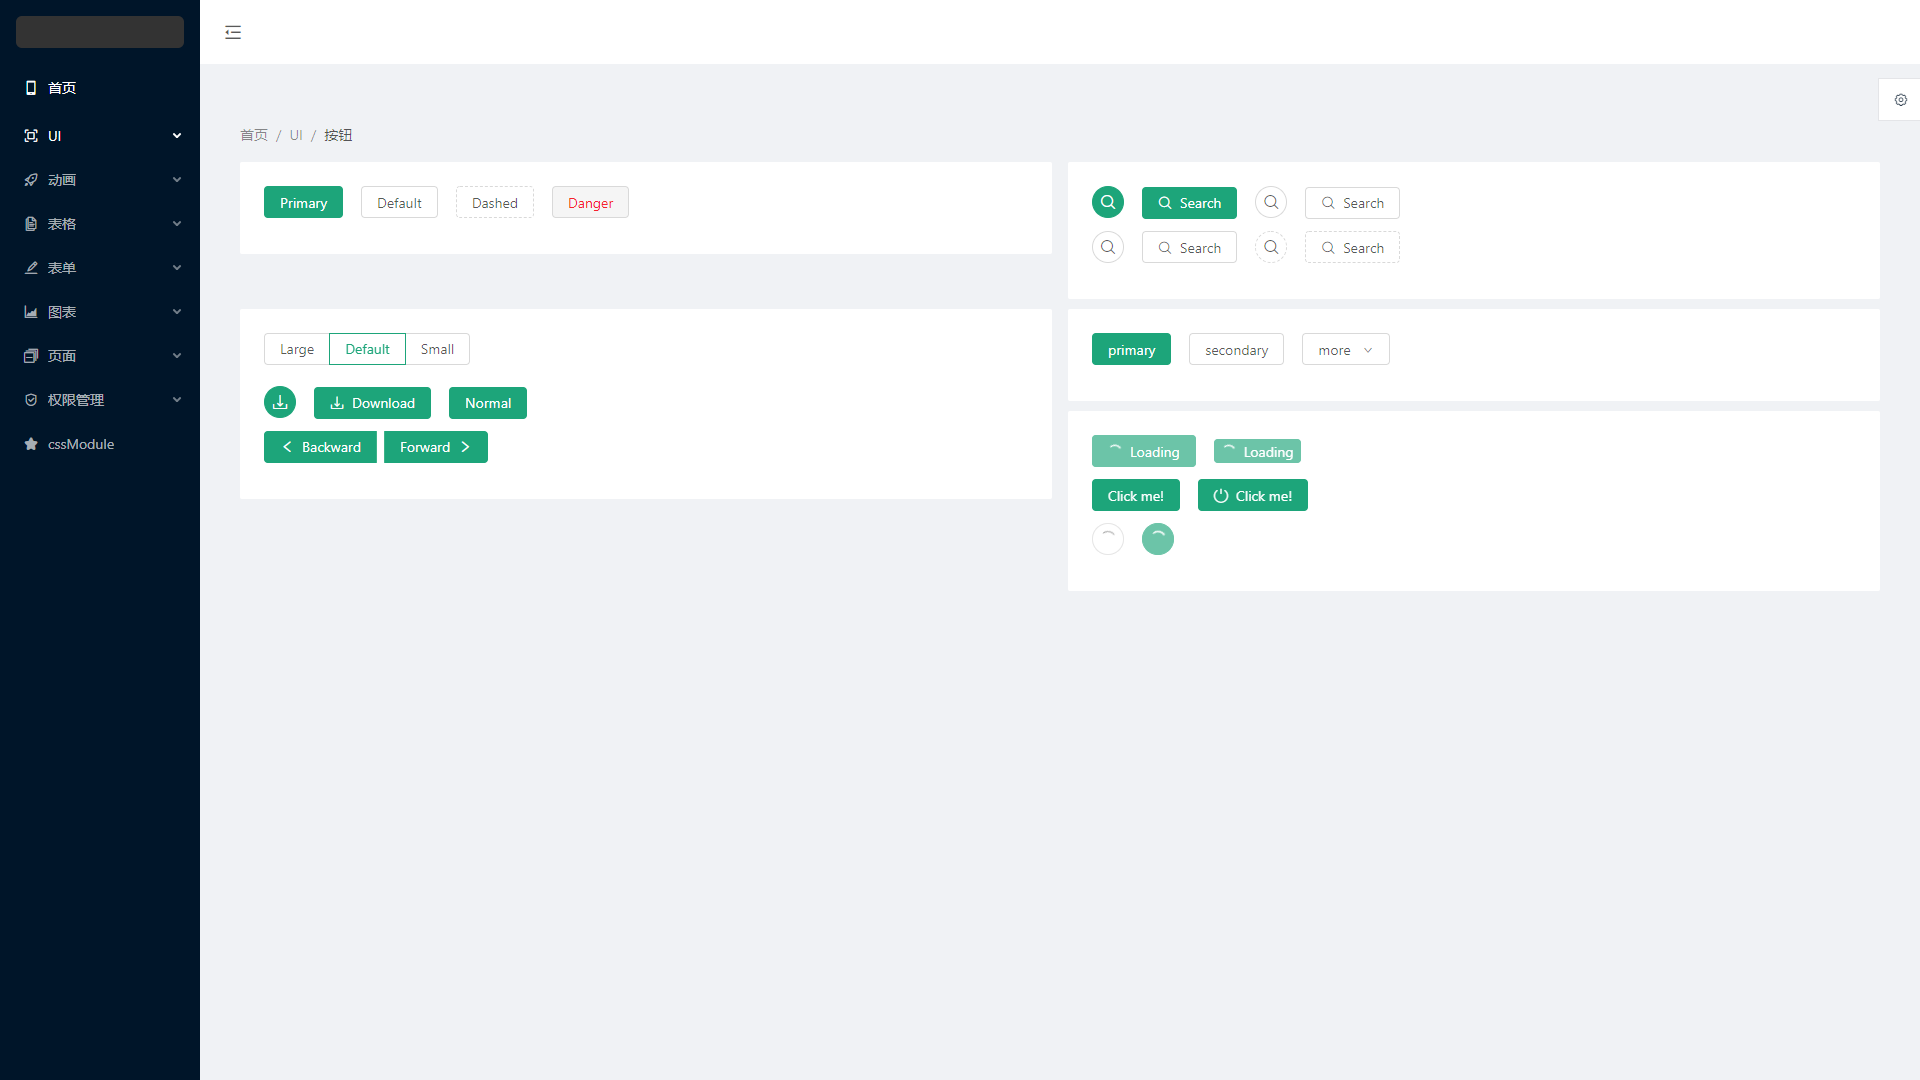 首页
UI
动画
表格
表单
图表
页面
权限管理
cssModule
首页 / UI / 按钮
Primary Default Dashed Danger
Search Search
Search Search
Large Default Small
Download Normal
Backward Forward
primary secondary more
Loading Loading
Click me! Click me!